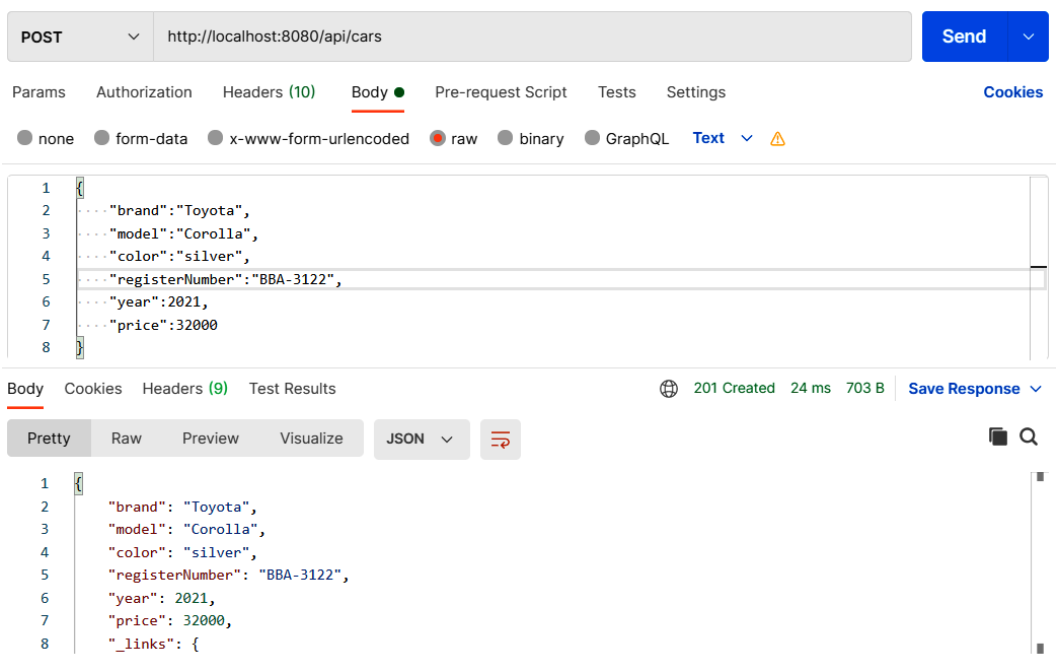 POST http://localhost:8080/api/cars Send
Params Authorization Headers (10) Body Pre-request Script Tests Settings Cookies
none form-data x-www-form-urlencoded raw binary GraphQL Text
1 {
2 ····"brand":"Toyota",
3 ····"model":"Corolla",
4 ····"color":"silver",
5 ····"registerNumber":"BBA-3122",
6 ····"year":2021,
7 ····"price":32000
8 }
Body Cookies Headers (9) Test Results 201 Created 24 ms 703 B Save Response
Pretty Raw Preview Visualize JSON
1 {
2 "brand": "Toyota",
3 "model": "Corolla",
4 "color": "silver",
5 "registerNumber": "BBA-3122",
6 "year": 2021,
7 "price": 32000,
8 "_links": {